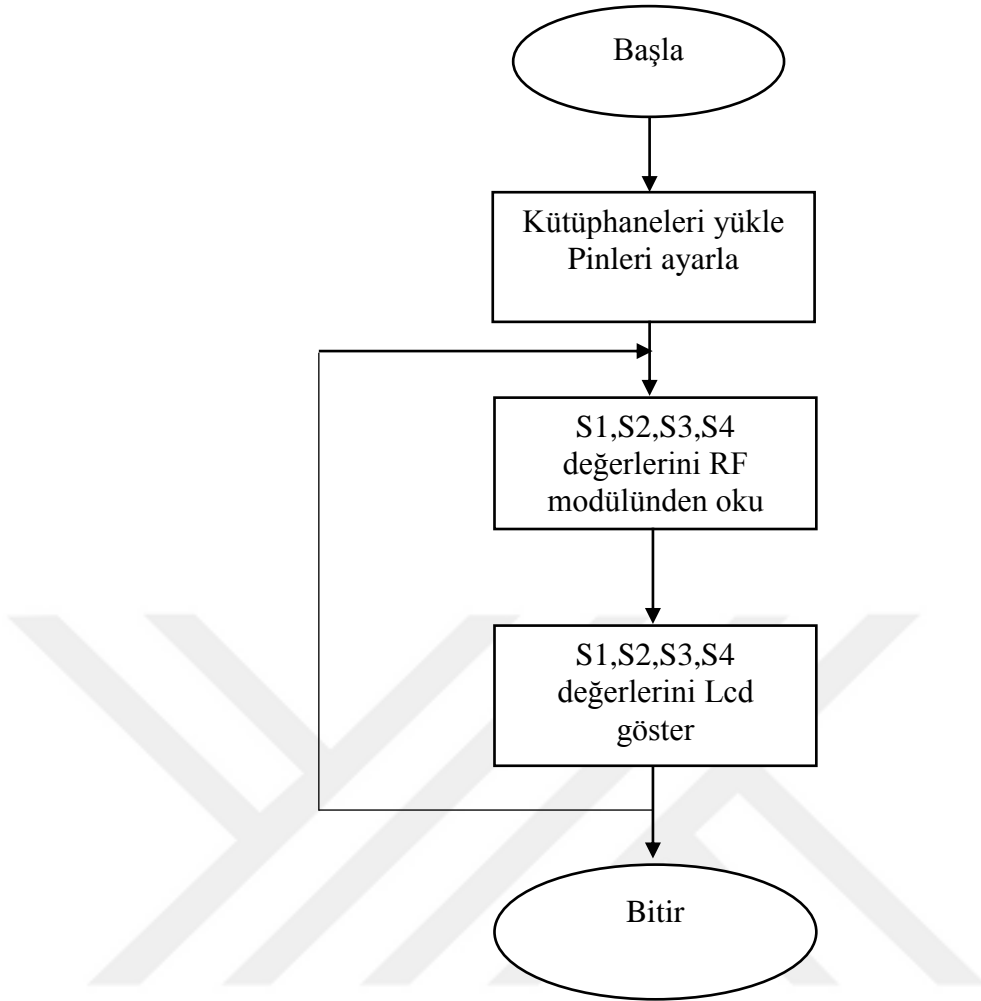 Başla
Kütüphaneleri yükle
Pinleri ayarla
S1,S2,S3,S4
değerlerini RF
modülünden oku
S1,S2,S3,S4
değerlerini Lcd
göster
Bitir